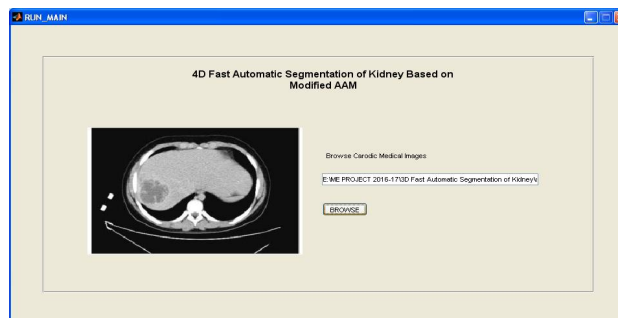 RUN_MAIN
4D Fast Automatic Segmentation of Kidney Based on
Modified AAM
Browse Carodic Medical Images
E:\ME PROJECT 2016-17\3D Fast Automatic Segmentation of Kidney\
BROWSE